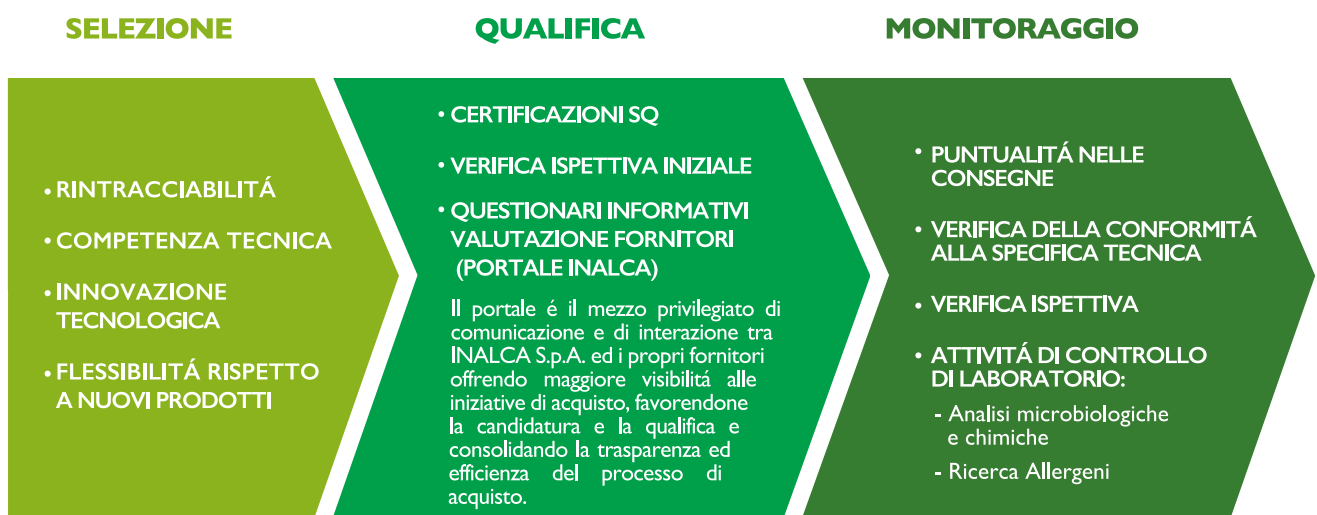 SELEZIONE
• RINTRACCIABILITÁ
• COMPETENZA TECNICA
• INNOVAZIONE
TECNOLOGICA
• FLESSIBILITÁ RISPETTO
A NUOVI PRODOTTI
QUALIFICA
• CERTIFICAZIONI SQ
• VERIFICA ISPETTIVA INIZIALE
• QUESTIONARI INFORMATIVI
VALUTAZIONE FORNITORI
(PORTALE INALCA)
Il portale é il mezzo privilegiato di
comunicazione e di interazione tra
INALCA S.p.A. ed i propri fornitori
offrendo maggiore visibilitá alle
iniziative di acquisto, favorendone
la candidatura e la qualifica e
consolidando la trasparenza ed
efficienza del processo di
acquisto.
MONITORAGGIO
• PUNTUALITÁ NELLE
CONSEGNE
• VERIFICA DELLA CONFORMITÁ
ALLA SPECIFICA TECNICA
• VERIFICA ISPETTIVA
• ATTIVITÁ DI CONTROLLO
DI LABORATORIO:
- Analisi microbiologiche
e chimiche
- Ricerca Allergeni